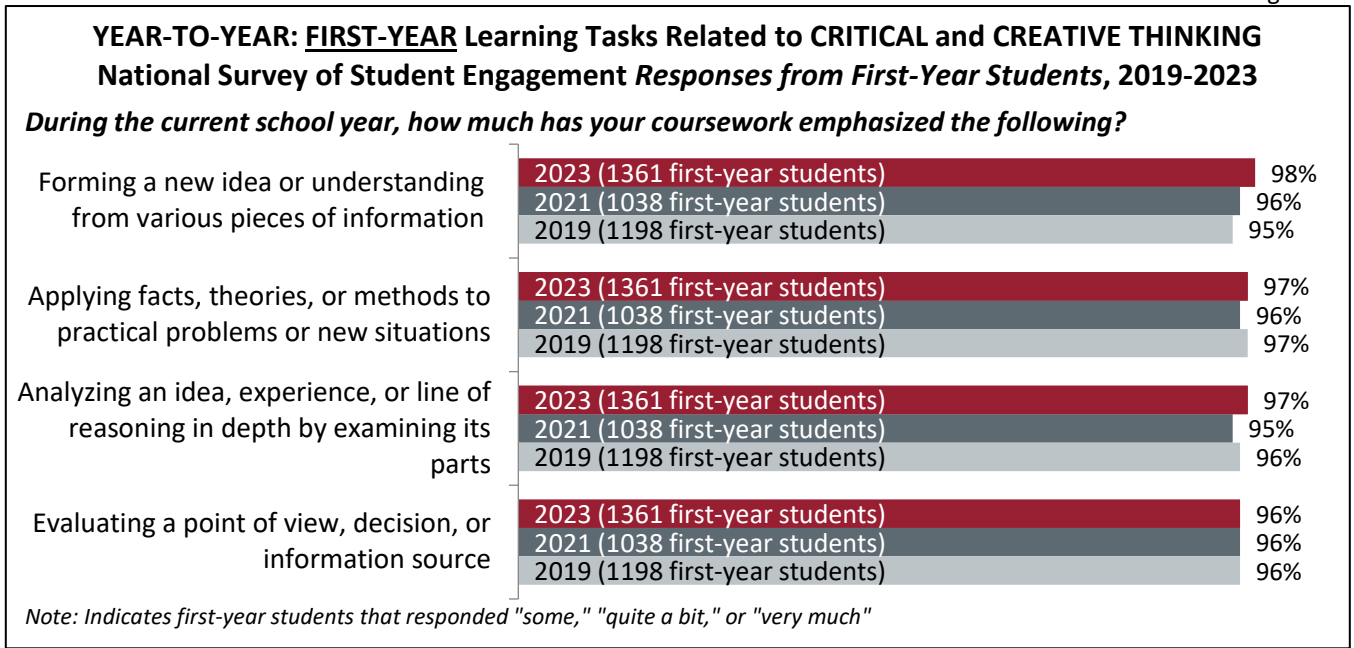 YEAR-TO-YEAR: FIRST-YEAR Learning Tasks Related to CRITICAL and CREATIVE THINKING
National Survey of Student Engagement Responses from First-Year Students, 2019-2023
During the current school year, how much has your coursework emphasized the following?
Forming a new idea or understanding
from various pieces of information
2023 (1361 first-year students) 98%
2021 (1038 first-year students) 96%
2019 (1198 first-year students) 95%
Applying facts, theories, or methods to
practical problems or new situations
2023 (1361 first-year students) 97%
2021 (1038 first-year students) 96%
2019 (1198 first-year students) 97%
Analyzing an idea, experience, or line of
reasoning in depth by examining its
parts
2023 (1361 first-year students) 97%
2021 (1038 first-year students) 95%
2019 (1198 first-year students) 96%
Evaluating a point of view, decision, or
information source
2023 (1361 first-year students) 96%
2021 (1038 first-year students) 96%
2019 (1198 first-year students) 96%
Note: Indicates first-year students that responded "some," "quite a bit," or "very much"